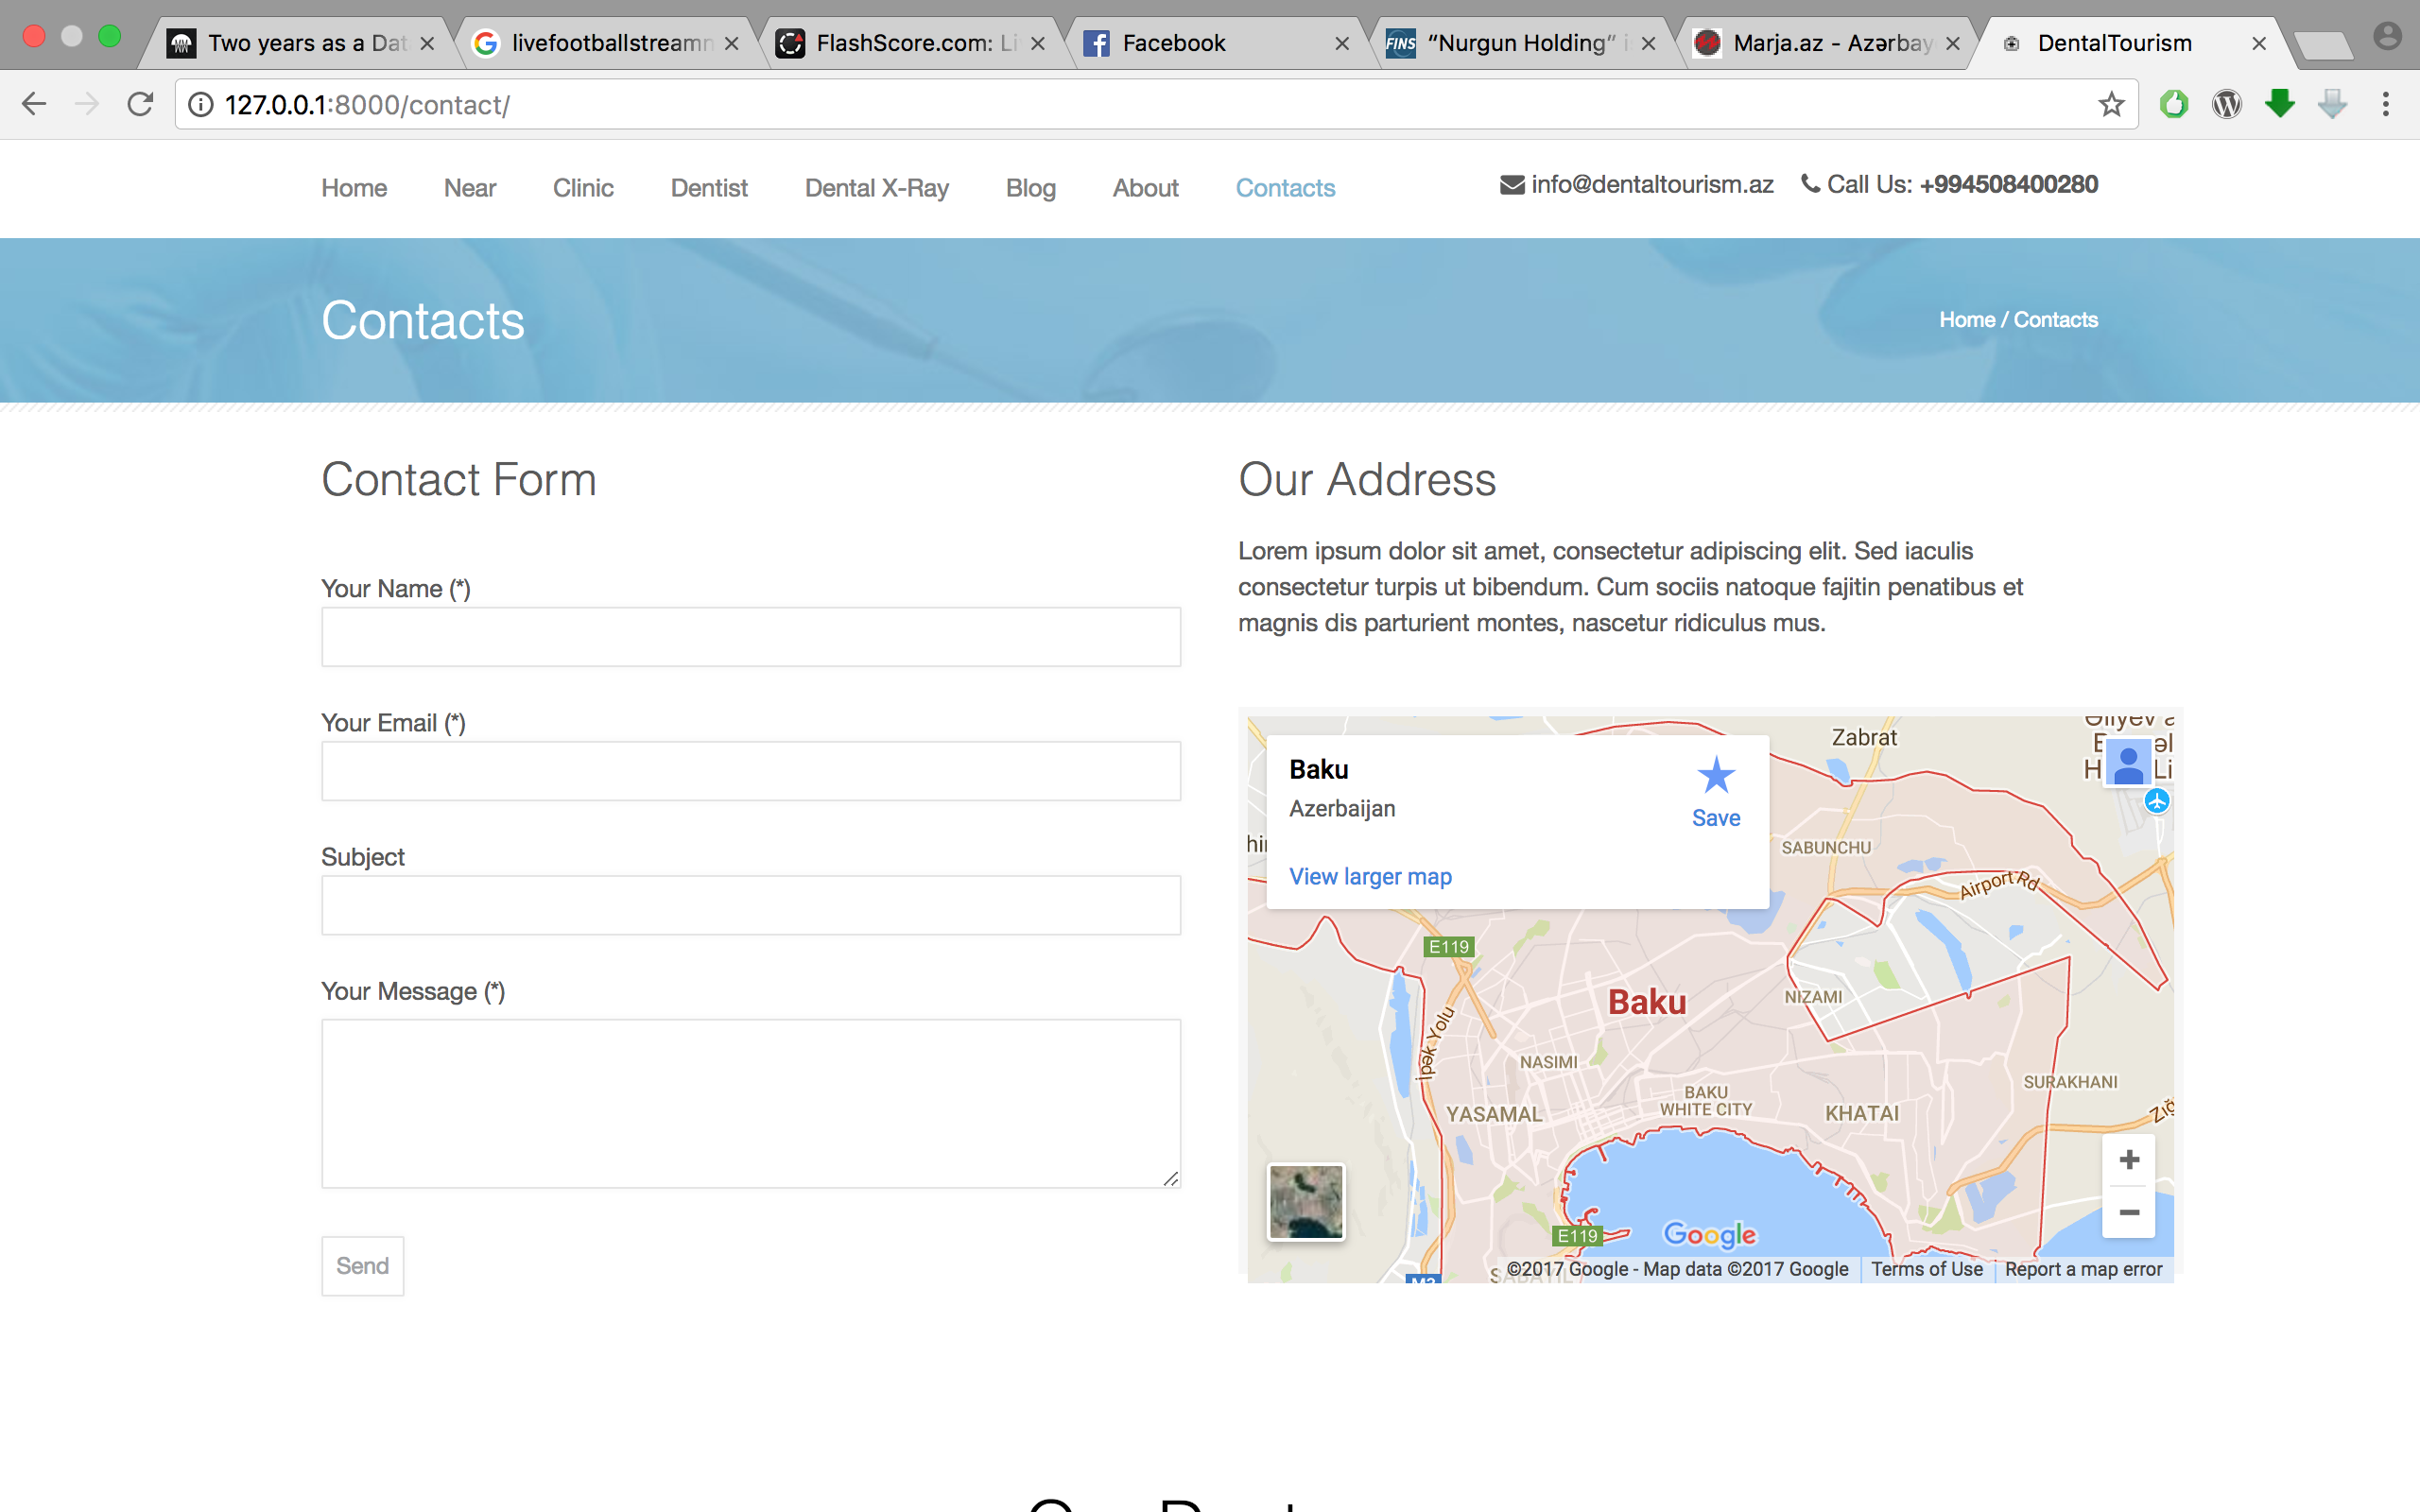 Two years as a Dat
livefootballstreamn
FlashScore.com: Li
Facebook
FINS
“Nurgun Holding” i
Marja.az - Azərbay
DentalTourism
127.0.0.1:8000/contact/
Home
Near
Clinic
Dentist
Dental X-Ray
Blog
About
Contacts
info@dentaltourism.az
Call Us: +994508400280
Contacts
Home / Contacts
Contact Form
Your Name (*)
Your Email (*)
Subject
Your Message (*)
Send
Our Address
Lorem ipsum dolor sit amet, consectetur adipiscing elit. Sed iaculis
consectetur turpis ut bibendum. Cum sociis natoque fajitin penatibus et
magnis dis parturient montes, nascetur ridiculus mus.
Baku
Azerbaijan
Save
View larger map
Zabrat
SABUNCHU
Airport Rd
E119
Baku
NIZAMI
İpək Yolu
NASIMI
SURAKHANI
BAKU
WHITE CITY
YASAMAL
KHATAI
E119
Google
©2017 Google - Map data ©2017 Google
Terms of Use
Report a map error